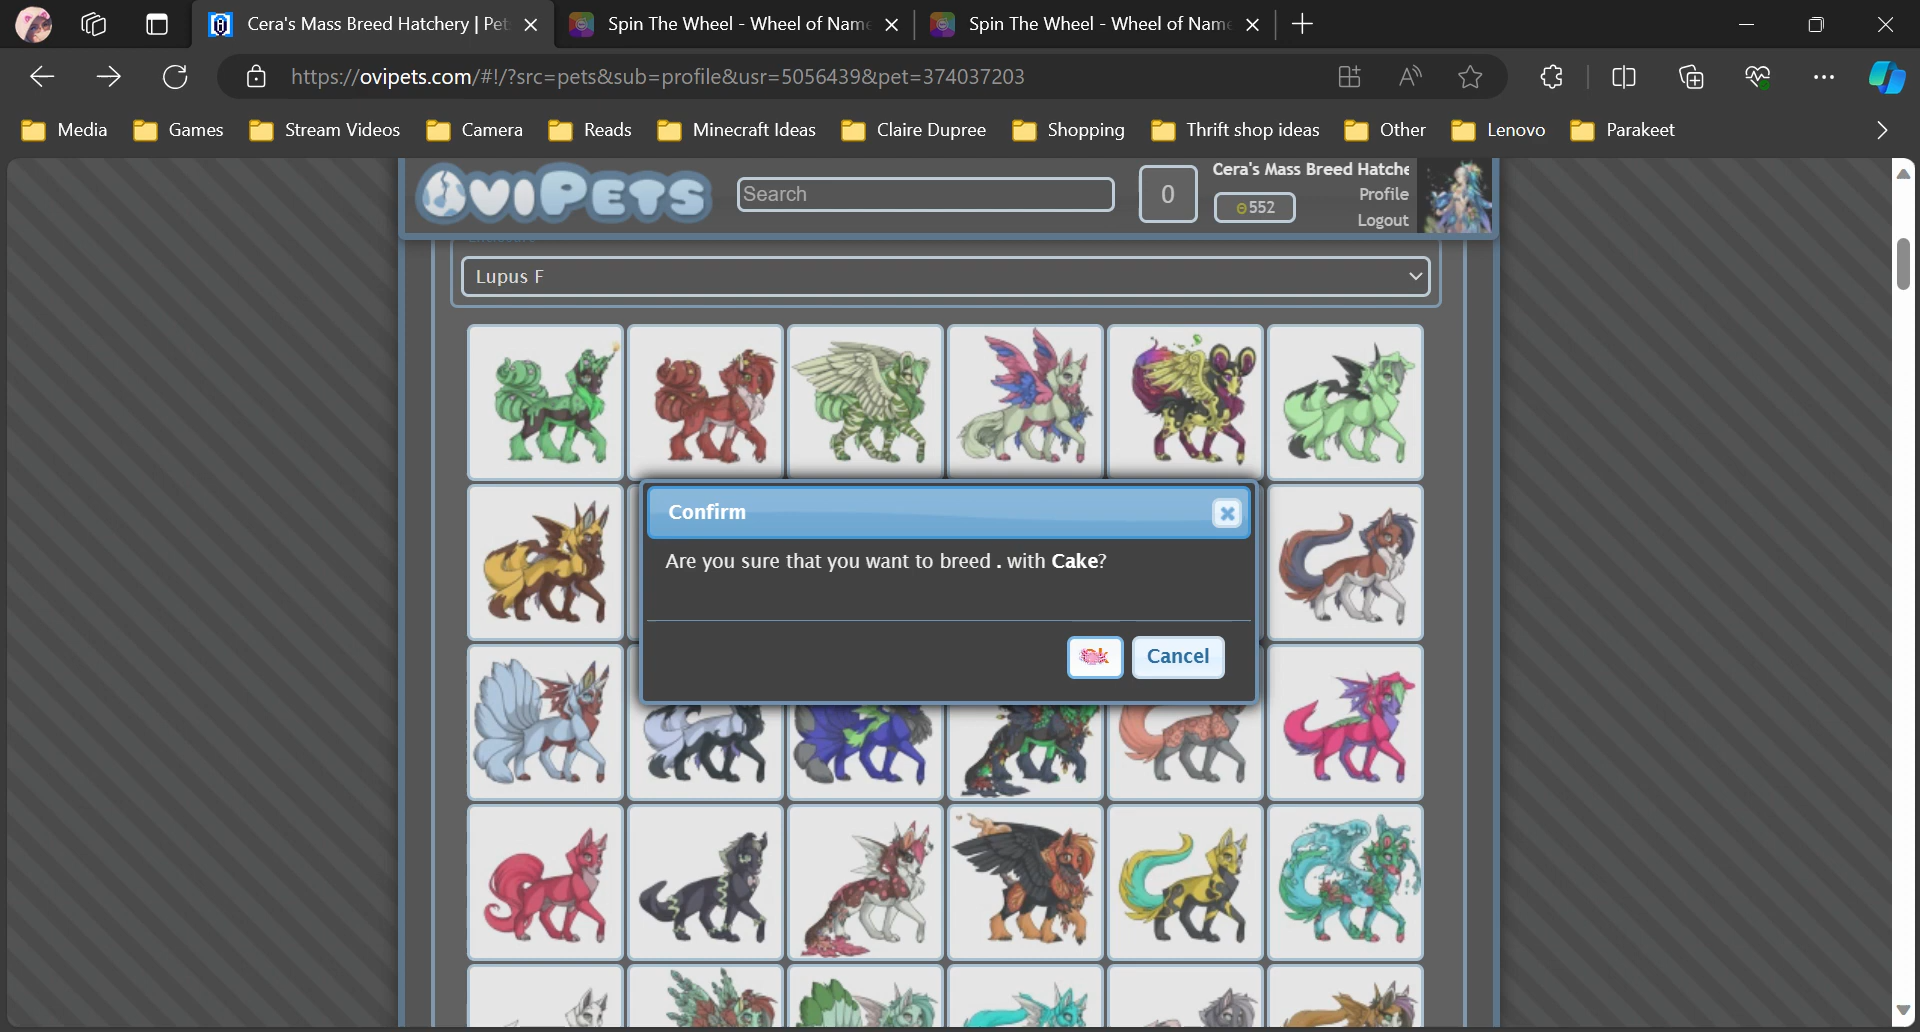 Cera's Mass Breed Hatchery | Pet
Spin The Wheel - Wheel of Name
Spin The Wheel - Wheel of Name
https://ovipets.com/#!/?src=pets&sub=profile&usr=5056439&pet=374037203
Media
Games
Stream Videos
Camera
Reads
Minecraft Ideas
Claire Dupree
Shopping
Thrift shop ideas
Other
Lenovo
Parakeet
OviPets
Search
0
Cera's Mass Breed Hatche
552
Profile
Logout
Lupus F
Confirm
Are you sure that you want to breed . with Cake?
Ok
Cancel